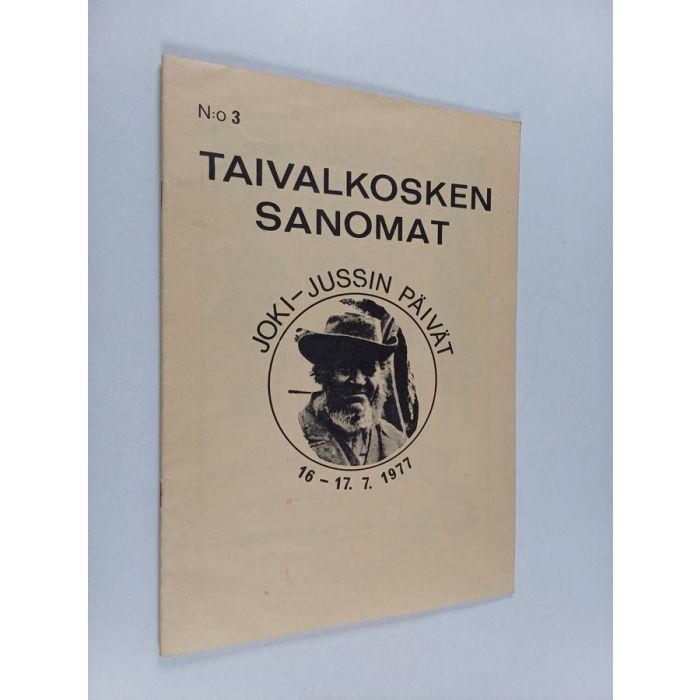 N:o 3
TAIVALKOSKEN
SANOMAT
JOKI-JUSSIN PÄIVÄT
16 - 17. 7. 1977